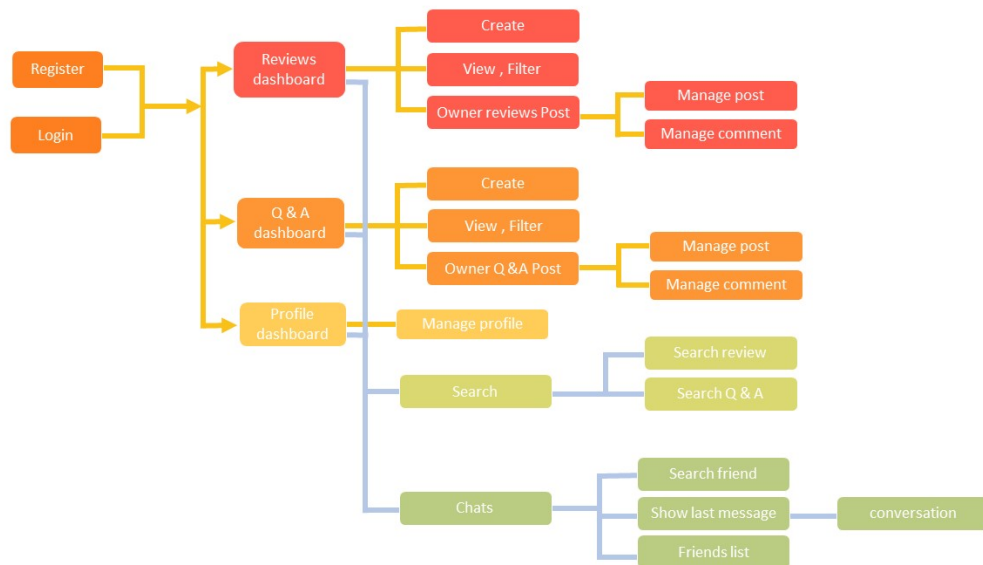 Register
Login
Reviews
dashboard
Create
View , Filter
Owner reviews Post
Manage post
Manage comment
Q & A
dashboard
Create
View , Filter
Owner Q &A Post
Manage post
Manage comment
Profile
dashboard
Manage profile
Search
Search review
Search Q & A
Chats
Search friend
Show last message
conversation
Friends list